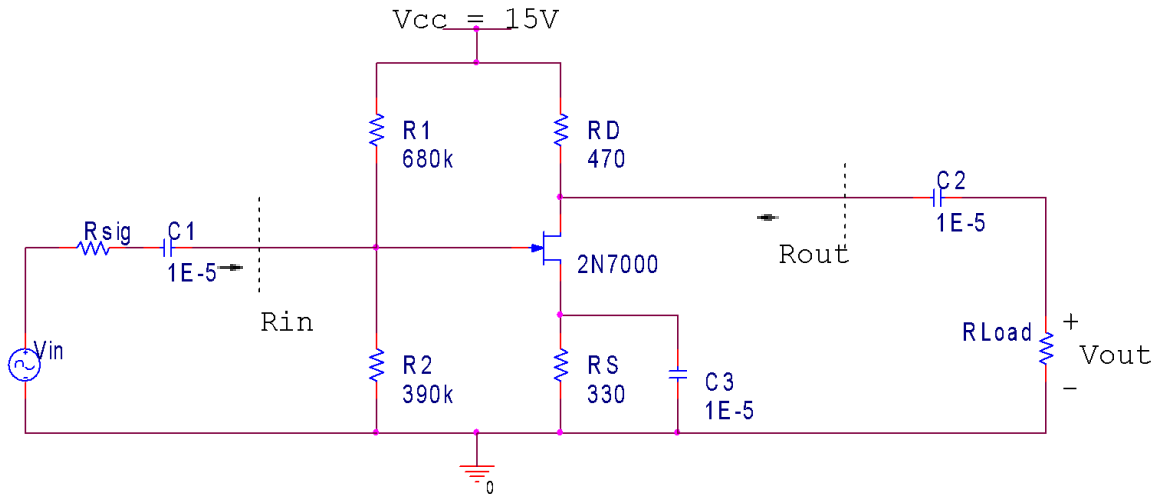 Vcc = 15V
R1
680k
RD
470
Rsig
C1
1E-5
Rin
2N7000
Rout
C2
1E-5
Vin
R2
390k
RS
330
C3
1E-5
RLoad
+
Vout
-
0